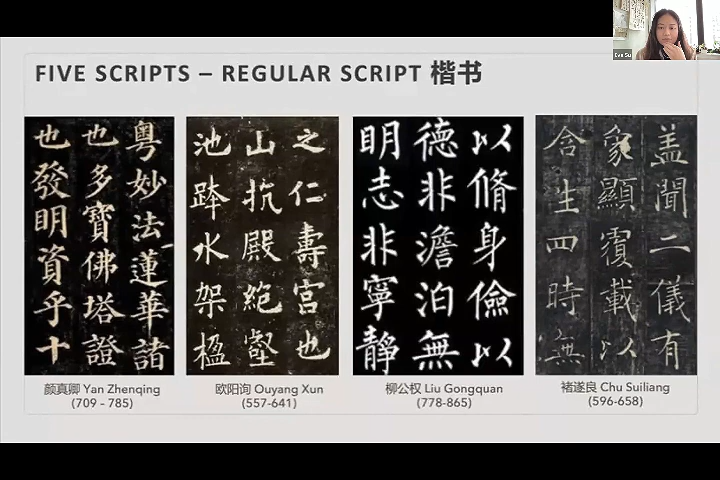 FIVE SCRIPTS – REGULAR SCRIPT 楷书
粤妙法蓮華諸
也多寶佛塔證
也發明資乎十
颜真卿 Yan Zhenqing
(709 – 785)
之仁壽宮也
山抗殿絶壑
池跨水架楹
欧阳询 Ouyang Xun
(557-641)
以脩身儉以
德非澹泊無
明志非寧靜
柳公权 Liu Gongquan
(778-865)
盖聞二儀有
象顯覆載以
含生四時無
褚遂良 Chu Suiliang
(596-658)